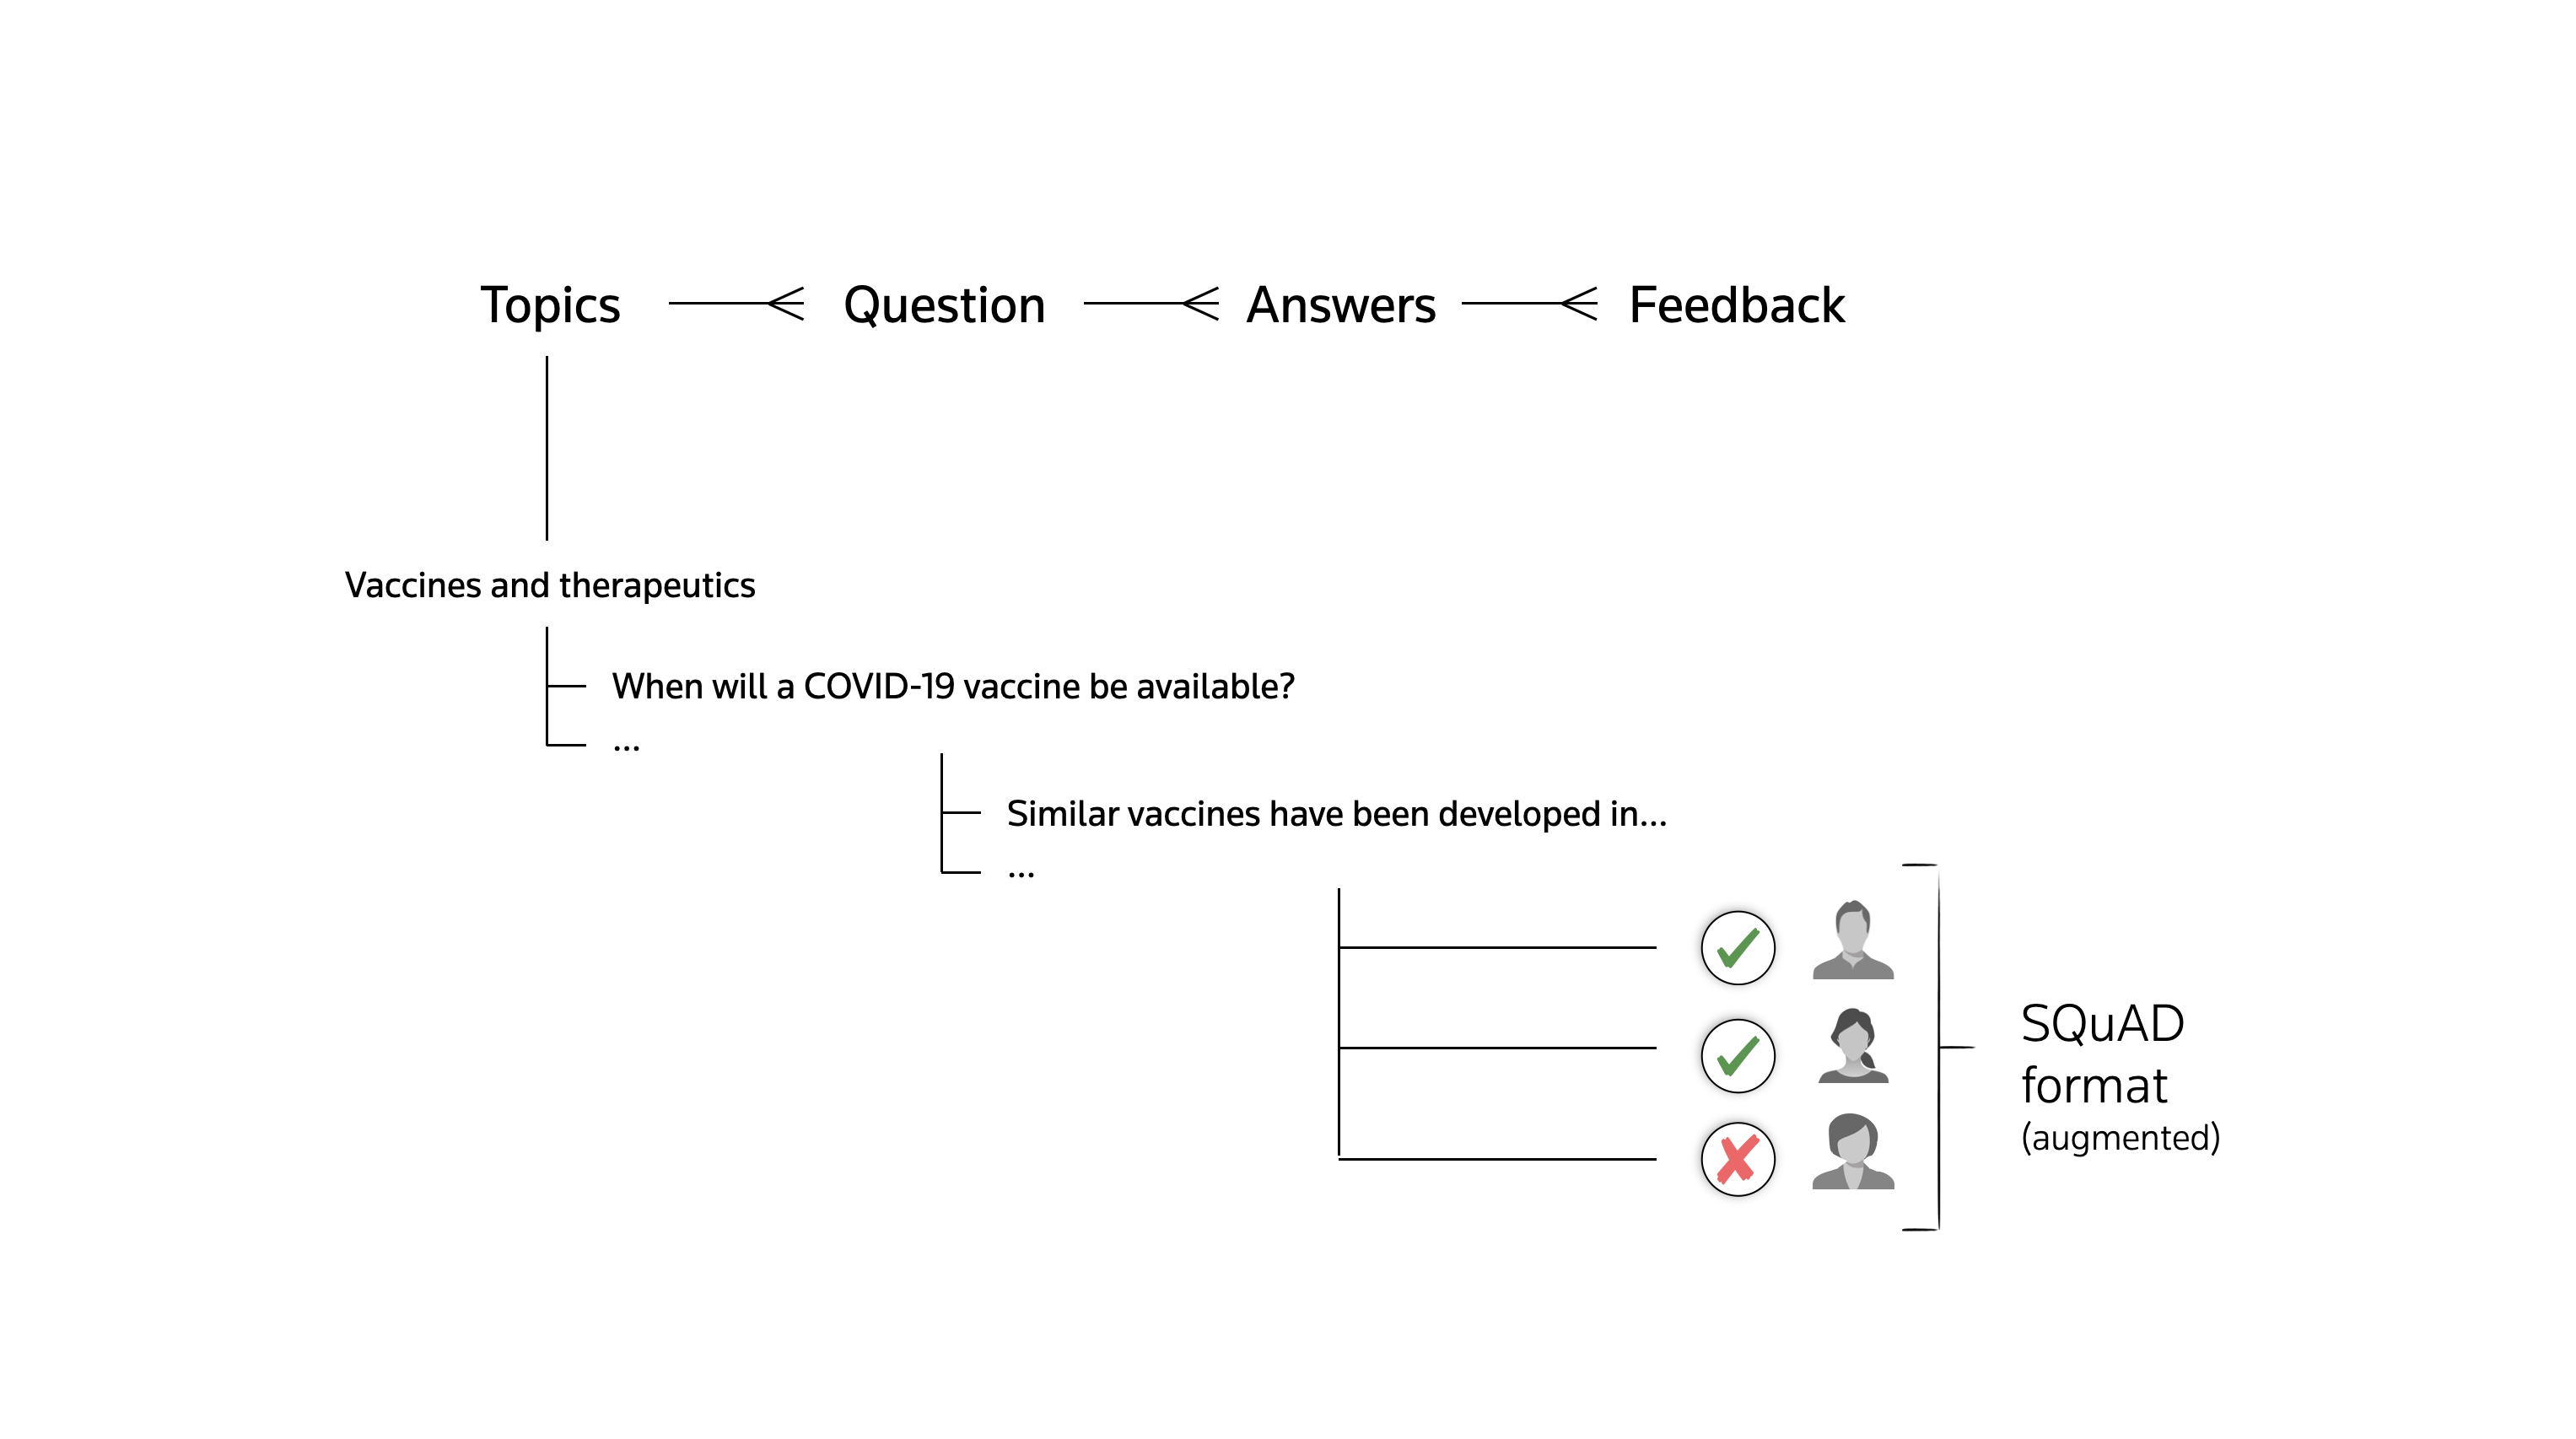 Topics Question Answers Feedback
Vaccines and therapeutics
When will a COVID-19 vaccine be available?
...
Similar vaccines have been developed in...
...
SQuAD
format
(augmented)